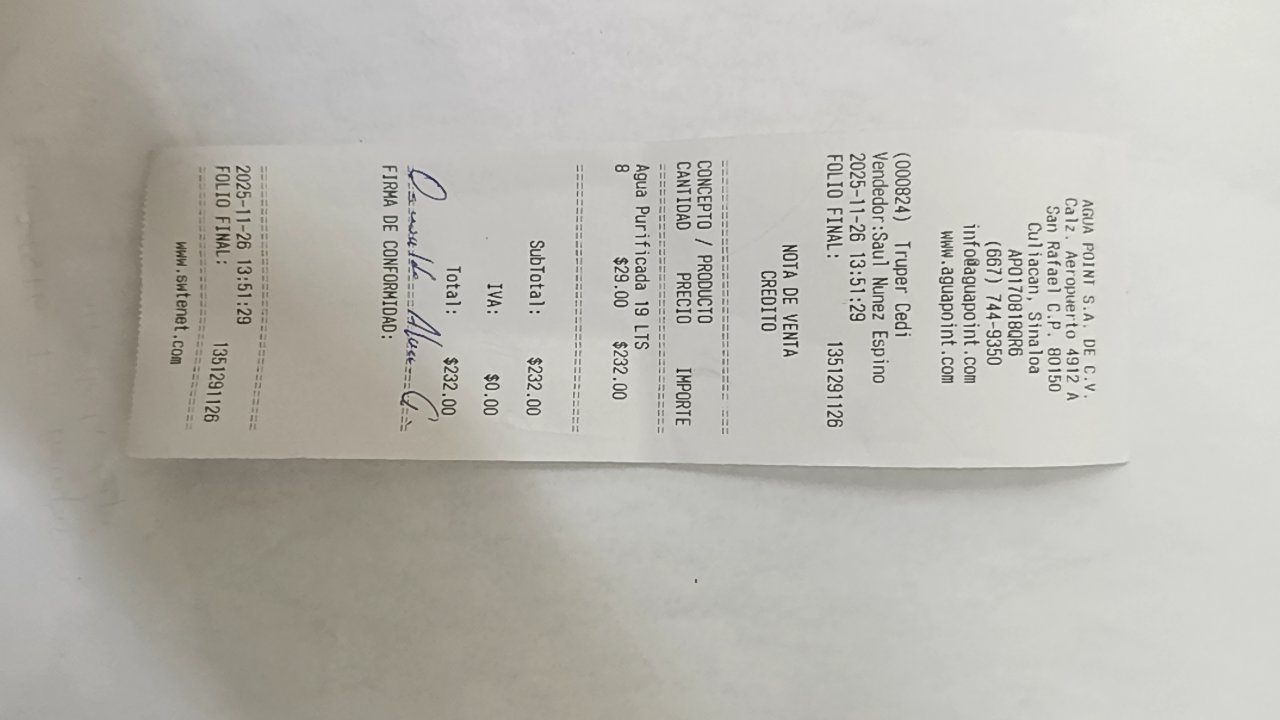 AGUA POINT S.A. DE C.V.
Calz. Aeropuerto 4912 A
San Rafael C.P. 80150
Culiacan, Sinaloa
APO170818QR6
(667) 744-9350
info@aguapoint.com
www.aguapoint.com
(000824) Truper Cedi
Vendedor:Saul Nunez Espino
2025-11-26 13:51:29
FOLIO FINAL: 1351291126
NOTA DE VENTA
CREDITO
CONCEPTO / PRODUCTO
CANTIDAD PRECIO IMPORTE
Agua Purificada 19 LTS
8 $29.00 $232.00
SubTotal: $232.00
IVA: $0.00
Total: $232.00
FIRMA DE CONFORMIDAD:
2025-11-26 13:51:29
FOLIO FINAL: 1351291126
www.swtenet.com